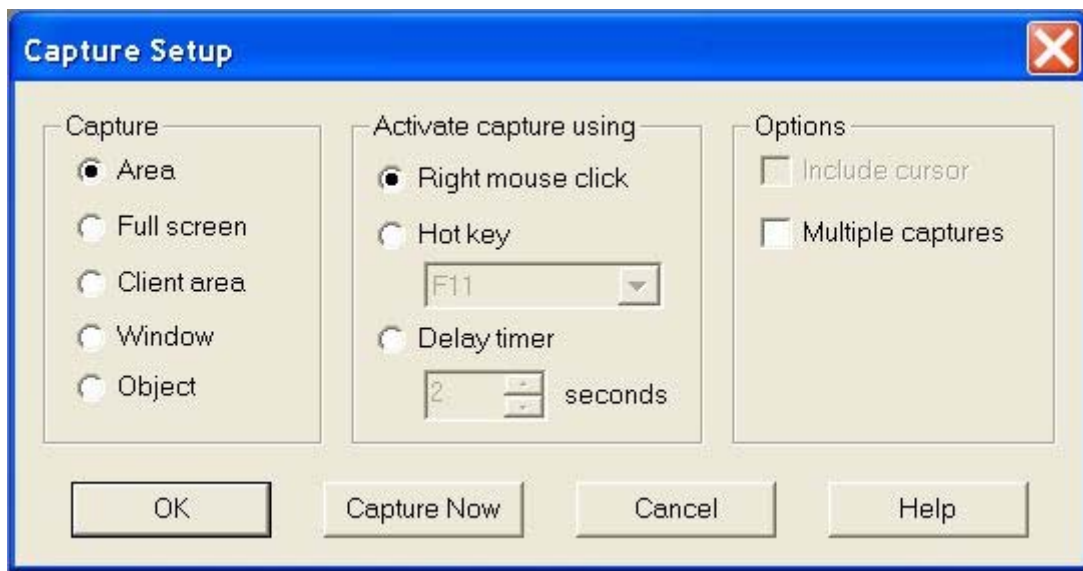 Capture Setup
Capture
Area
Full screen
Client area
Window
Object
Activate capture using
Right mouse click
Hot key
F11
Delay timer
2 seconds
Options
Include cursor
Multiple captures
OK
Capture Now
Cancel
Help